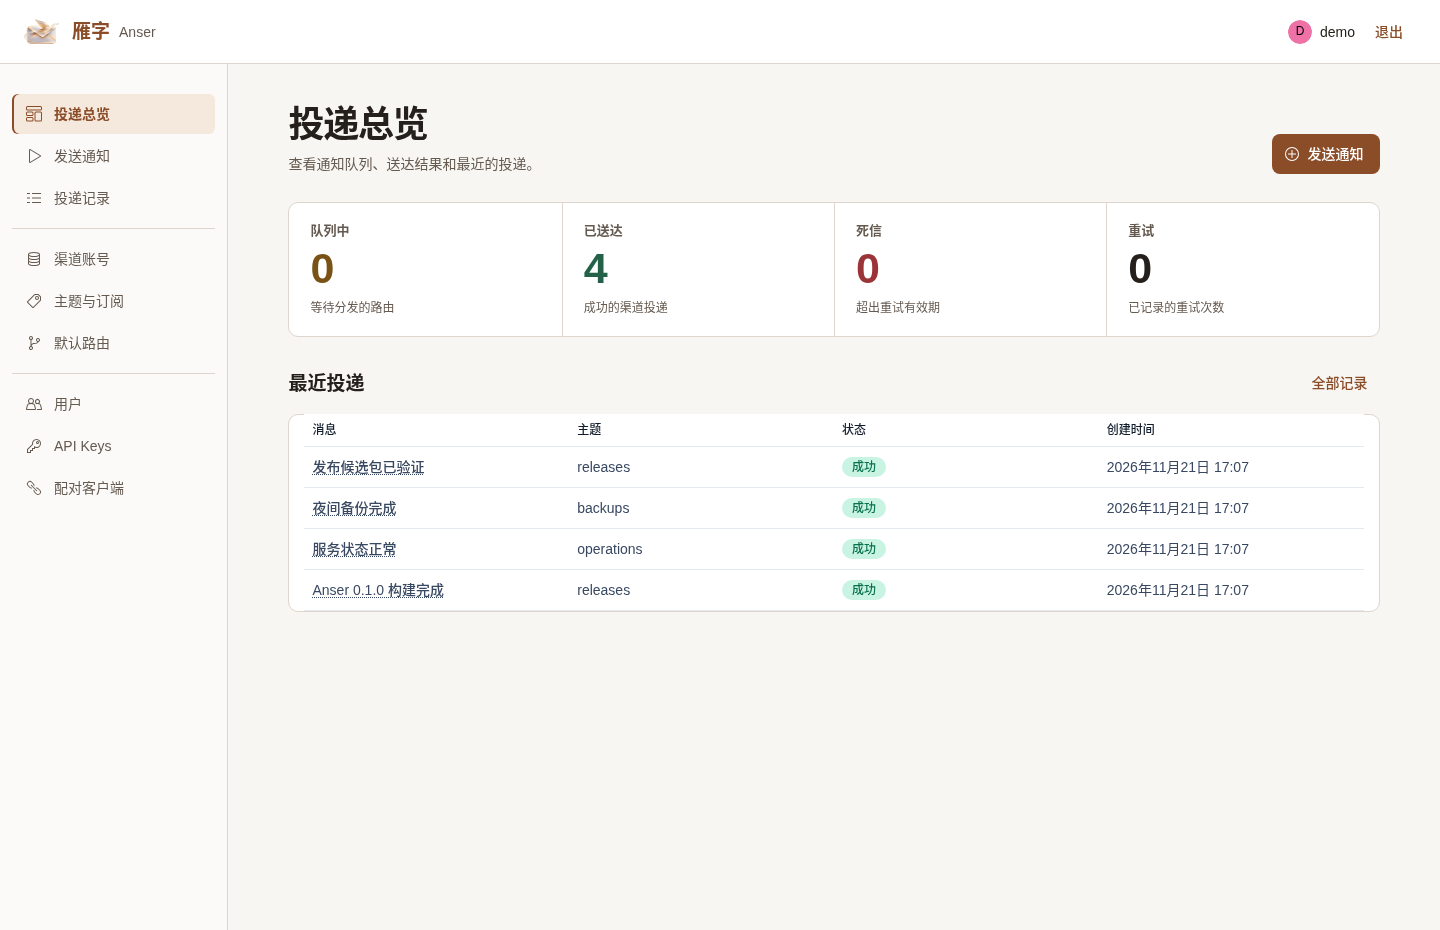 雁字 Anser
D demo 退出
投递总览
发送通知
投递记录
渠道账号
主题与订阅
默认路由
用户
API Keys
配对客户端
投递总览
查看通知队列、送达结果和最近的投递。
发送通知
队列中 已送达 死信 重试
0 4 0 0
等待分发的路由 成功的渠道投递 超出重试有效期 已记录的重试次数
最近投递 全部记录
消息 主题 状态 创建时间
发布候选包已验证 releases 成功 2026年11月21日 17:07
夜间备份完成 backups 成功 2026年11月21日 17:07
服务状态正常 operations 成功 2026年11月21日 17:07
Anser 0.1.0 构建完成 releases 成功 2026年11月21日 17:07